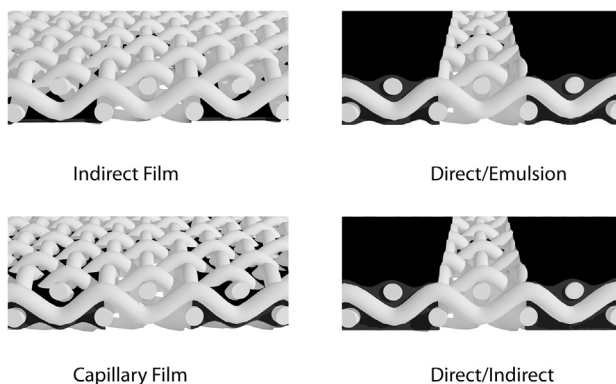 Indirect Film
Direct/Emulsion
Capillary Film
Direct/Indirect